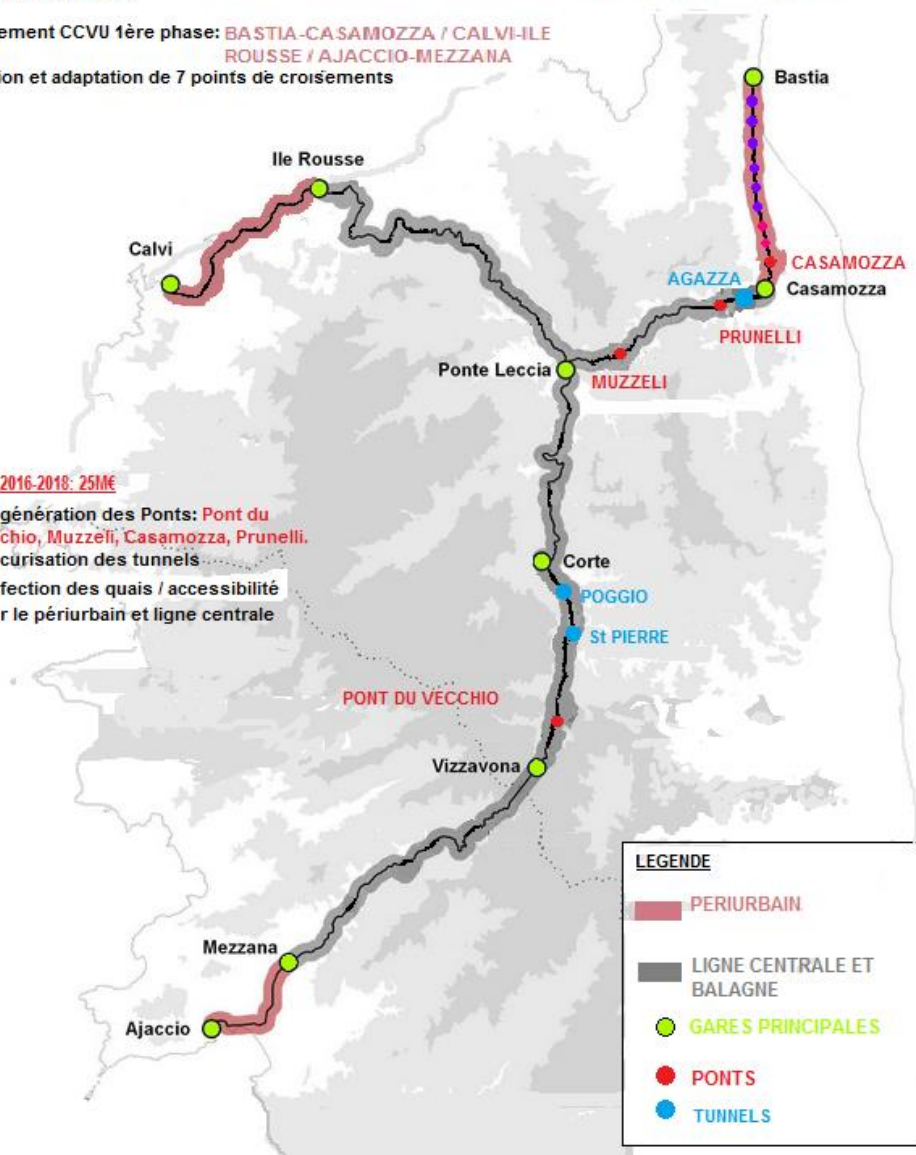 ement CCVU 1ère phase: BASTIA-CASAMOZZA / CALVI-ILE
ROUSSE / AJACCIO-MEZZANA
ion et adaptation de 7 points de croisements
Bastia
Ile Rousse
Calvi
CASAMOZZA
AGAZZA
Casamozza
PRUNELLI
Ponte Leccia
MUZZELI
2016-2018: 25M€
génération des Ponts: Pont du
chio, Muzzeli, Casamozza, Prunelli.
curisation des tunnels
fection des quais / accessibilité
r le périurbain et ligne centrale
Corte
POGGIO
St PIERRE
PONT DU VECCHIO
Vizzavona
Mezzana
Ajaccio
LEGENDE
PERIURBAIN
LIGNE CENTRALE ET
BALAGNE
GARES PRINCIPALES
PONTS
TUNNELS